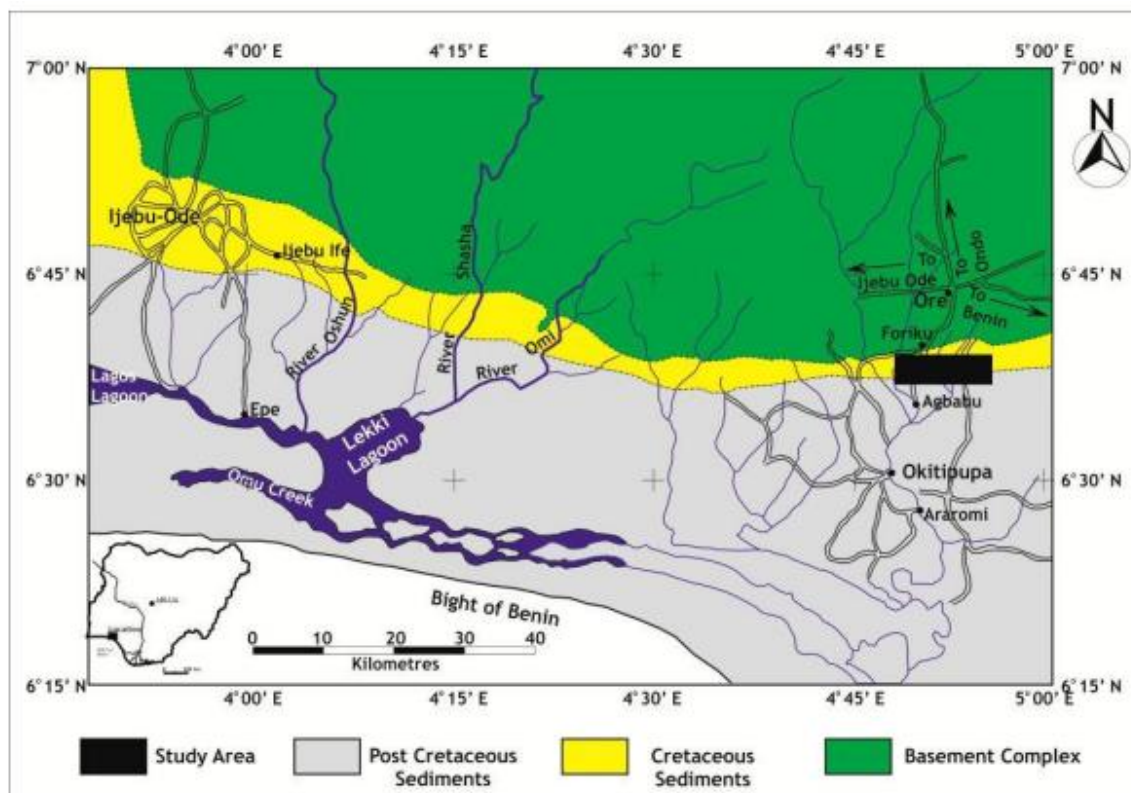 4°00' E 4°15' E 4°30' E 4°45' E 5°00' E
7°00' N
7°00' N
N
Ijebu-Ode
Ijebu Ife
6°45' N
6°45' N
River Oshun
River Shasha
River Omi
To Ijebu Ode
To Ondo
Ore
To Benin
Foriku
Agbabu
Lagos
Lagoon
Epe
Lekki
Lagoon
6°30' N
6°30' N
Omu Creek
Okitipupa
Araromi
Bight of Benin
0 10 20 30 40
Kilometres
6°15' N
6°15' N
4°00' E 4°15' E 4°30' E 4°45' E 5°00' E
Study Area
Post Cretaceous
Sediments
Cretaceous
Sediments
Basement Complex